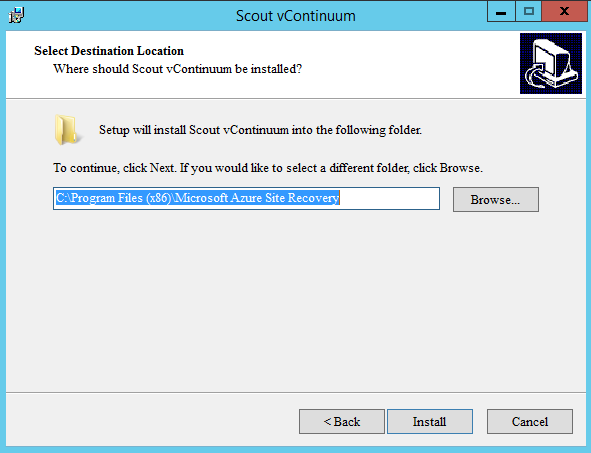 Scout vContinuum
Select Destination Location
Where should Scout vContinuum be installed?
Setup will install Scout vContinuum into the following folder.
To continue, click Next. If you would like to select a different folder, click Browse.
C:\Program Files (x86)\Microsoft Azure Site Recovery
Browse...
< Back
Install
Cancel